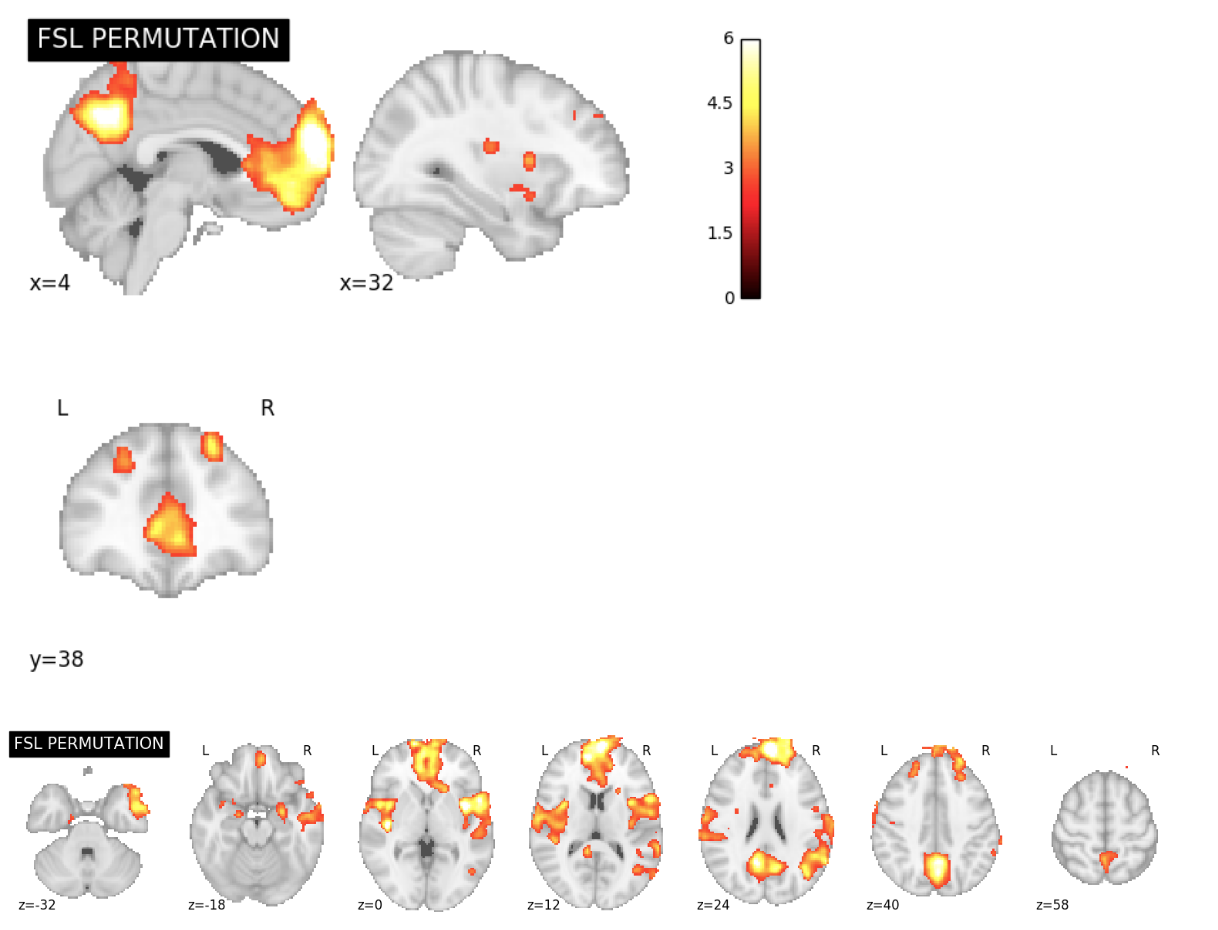 FSL PERMUTATION
x=4
x=32
6
4.5
3
1.5
0
L R
y=38
FSL PERMUTATION
L R L R L R L R L R L R
z=-32 z=-18 z=0 z=12 z=24 z=40 z=58